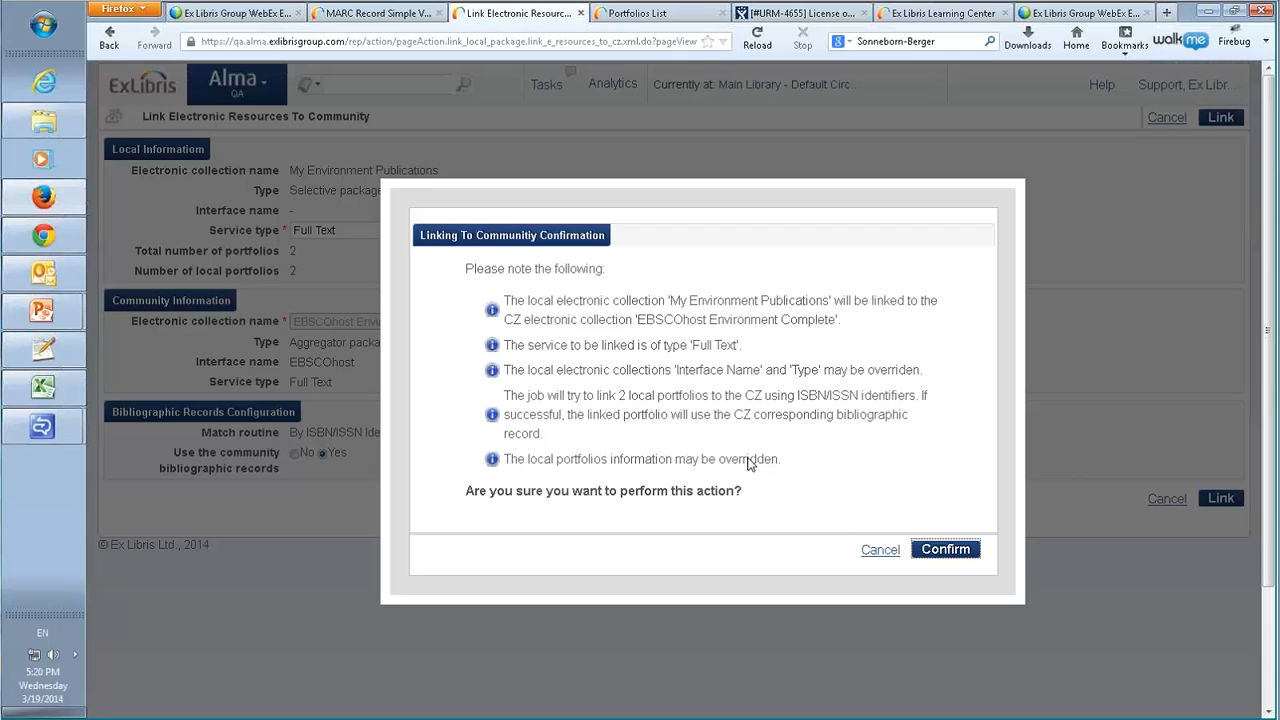 Firefox
Ex Libris Group WebEx E...
MARC Record Simple V...
Link Electronic Resourc...
Portfolios List
[#URM-4655] License o...
Ex Libris Learning Center
Ex Libris Group WebEx E...
Back
Forward
https://qa.alma.exlibrisgroup.com/rep/action/pageAction.link_local_package.link_e_resources_to_cz.xml.do?pageView
Reload
Stop
Sonneborn-Berger
Downloads
Home
Bookmarks
walkme
Firebug
ExLibris
Alma
QA
Tasks
Analytics
Currently at: Main Library - Default Circ...
Help
Support, Ex Libr...
Link Electronic Resources To Community
Cancel
Link
Local Informatiom
Electronic collection name My Environment Publications
Type Selective package
Interface name -
Service type * Full Text
Total number of portfolios 2
Number of local portfolios 2
Community Information
Electronic collection name * EBSCOhost Envi
Type Aggregator packa
Interface name EBSCOhost
Service type Full Text
Bibliographic Records Configuration
Match routine By ISBN/ISSN Ide
Use the community No Yes
bibliographic records
Cancel
Link
© Ex Libris Ltd., 2014
Linking To Communitiy Confirmation
Please note the following:
The local electronic collection 'My Environment Publications' will be linked to the
CZ electronic collection 'EBSCOhost Environment Complete'.
The service to be linked is of type 'Full Text'.
The local electronic collections 'Interface Name' and 'Type' may be overriden.
The job will try to link 2 local portfolios to the CZ using ISBN/ISSN identifiers. If
successful, the linked portfolio will use the CZ corresponding bibliographic
record.
The local portfolios information may be overridden.
Are you sure you want to perform this action?
Cancel
Confirm
EN
5:20 PM
Wednesday
3/19/2014